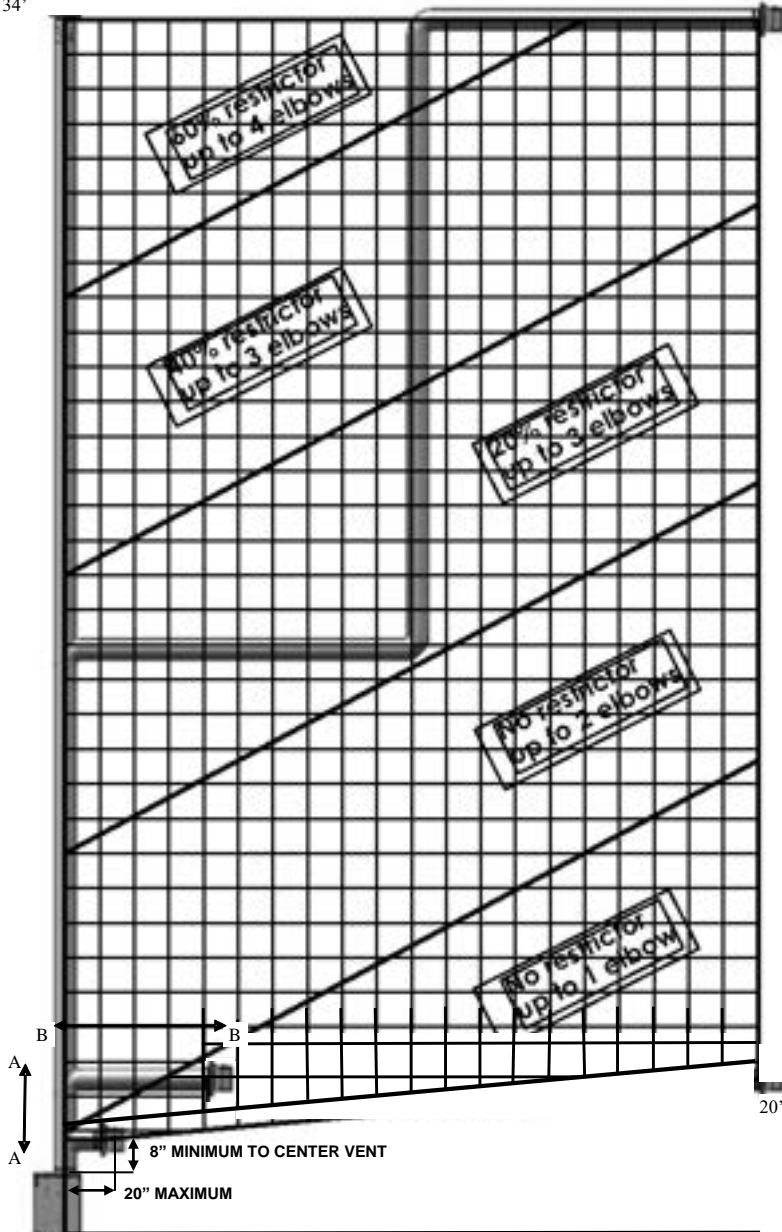 34'
60% restrictor
up to 4 elbows
40% restrictor
up to 3 elbows
20% restrictor
up to 3 elbows
No restrictor
up to 2 elbows
No restrictor
up to 1 elbow
B
B
A
A
20'
8” MINIMUM TO CENTER VENT
20” MAXIMUM